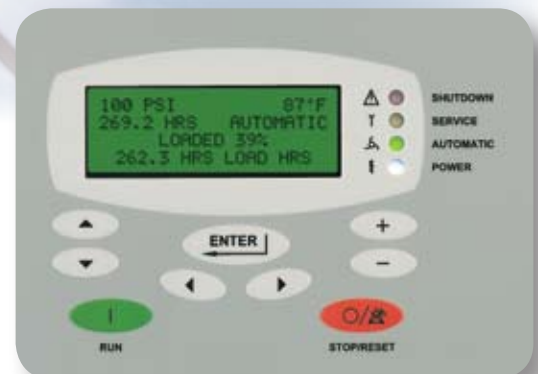 100 PSI 87°F
269.2 HRS AUTOMATIC
LOADED 39%
262.3 HRS LOAD HRS
SHUTDOWN
SERVICE
AUTOMATIC
POWER
ENTER
+
−
I
O/
RUN
STOP/RESET